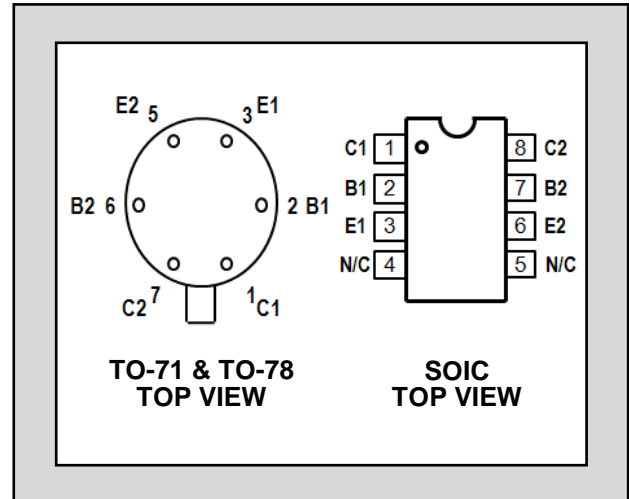 E2 5
3 E1
B2 6
2 B1
C2 7
1 C1
TO-71 & TO-78
TOP VIEW
C1 1
8 C2
B1 2
7 B2
E1 3
6 E2
N/C 4
5 N/C
SOIC
TOP VIEW